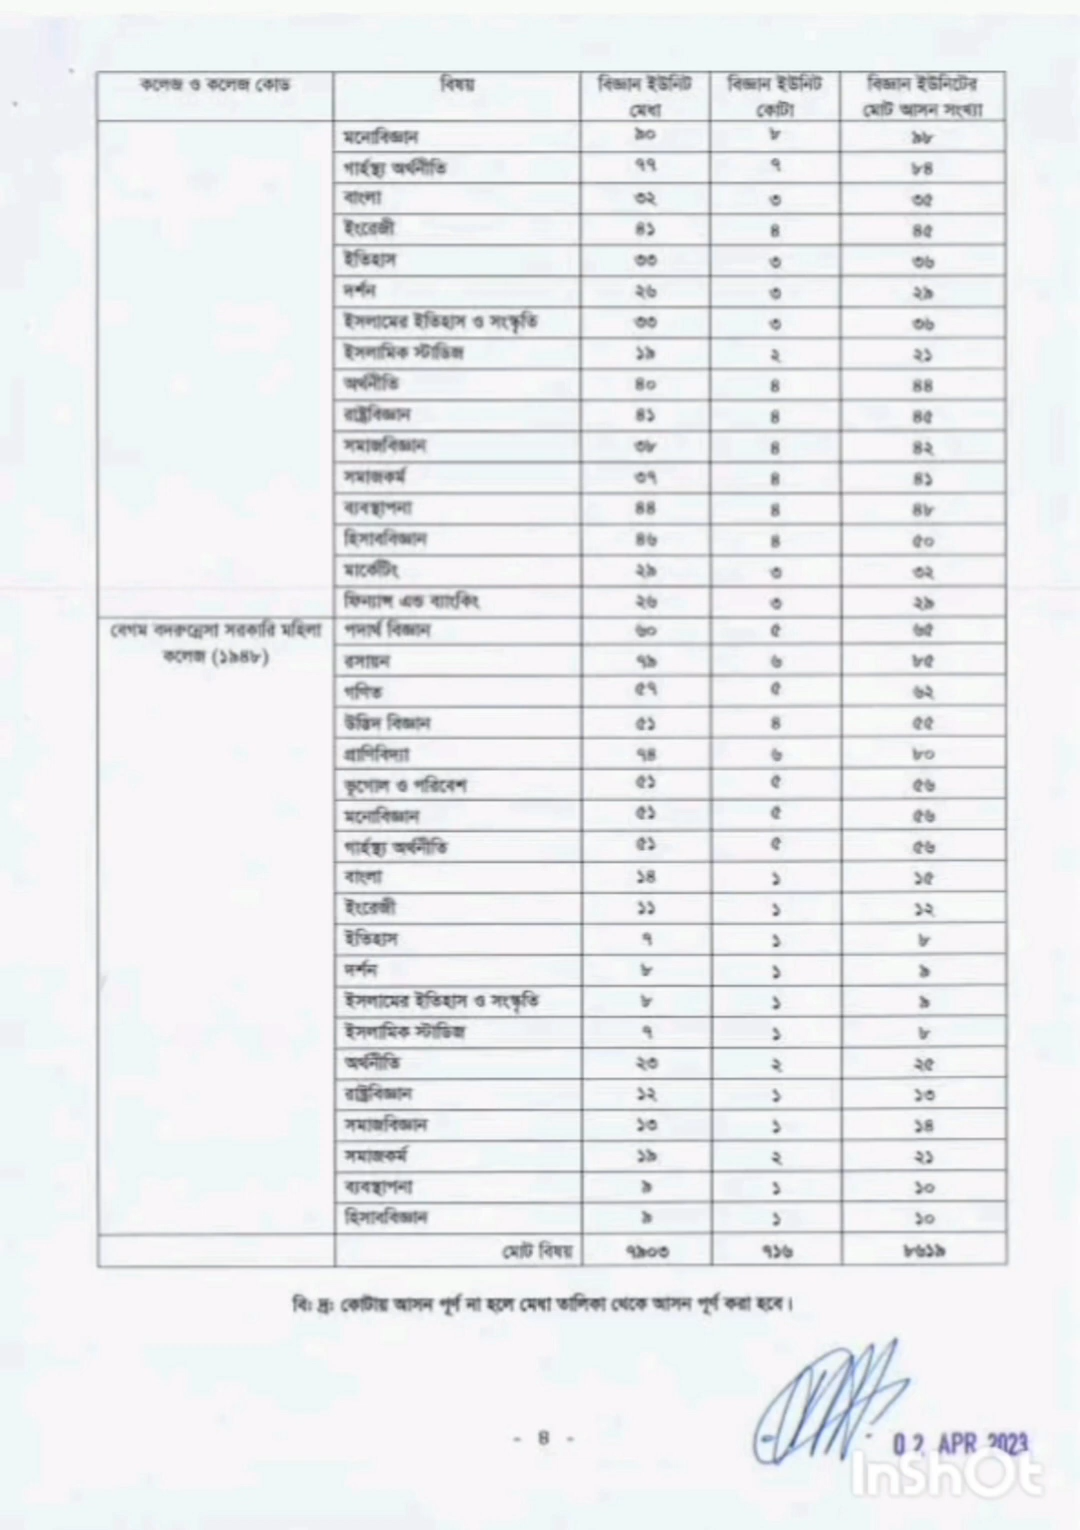 কলেজ ও কলেজ কোড বিষয় বিজ্ঞান ইউনিট মেধা বিজ্ঞান ইউনিট কোটা বিজ্ঞান ইউনিটের মোট আসন সংখ্যা
মনোবিজ্ঞান ৯০ ৮ ৯৮
গার্হস্থ্য অর্থনীতি ৭৭ ৭ ৮৪
বাংলা ৩২ ৩ ৩৫
ইংরেজী ৪১ ৪ ৪৫
ইতিহাস ৩৩ ৩ ৩৬
দর্শন ২৬ ৩ ২৯
ইসলামের ইতিহাস ও সংস্কৃতি ৩৩ ৩ ৩৬
ইসলামিক স্টাডিজ ১৯ ২ ২১
অর্থনীতি ৪০ ৪ ৪৪
রাষ্ট্রবিজ্ঞান ৪১ ৪ ৪৫
সমাজবিজ্ঞান ৩৮ ৪ ৪২
সমাজকর্ম ৩৭ ৪ ৪১
ব্যবস্থাপনা ৪৪ ৪ ৪৮
হিসাববিজ্ঞান ৪৬ ৪ ৫০
মার্কেটিং ২৯ ৩ ৩২
ফিন্যান্স এন্ড ব্যাংকিং ২৬ ৩ ২৯
বেগম বদরুন্নেসা সরকারি মহিলা কলেজ (১৯৪৮) পদার্থ বিজ্ঞান ৬০ ৫ ৬৫
রসায়ন ৭৯ ৬ ৮৫
গণিত ৫৭ ৫ ৬২
উদ্ভিদ বিজ্ঞান ৫১ ৪ ৫৫
প্রাণিবিদ্যা ৭৪ ৬ ৮০
ভূগোল ও পরিবেশ ৫১ ৫ ৫৬
মনোবিজ্ঞান ৫১ ৫ ৫৬
গার্হস্থ্য অর্থনীতি ৫১ ৫ ৫৬
বাংলা ১৪ ১ ১৫
ইংরেজী ১১ ১ ১২
ইতিহাস ৭ ১ ৮
দর্শন ৮ ১ ৯
ইসলামের ইতিহাস ও সংস্কৃতি ৮ ১ ৯
ইসলামিক স্টাডিজ ৭ ১ ৮
অর্থনীতি ২৩ ২ ২৫
রাষ্ট্রবিজ্ঞান ১২ ১ ১৩
সমাজবিজ্ঞান ১৩ ১ ১৪
সমাজকর্ম ১৯ ২ ২১
ব্যবস্থাপনা ৯ ১ ১০
হিসাববিজ্ঞান ৯ ১ ১০
মোট বিষয় ৭৯০৩ ৭১৬ ৮৬১৯
বিঃ দ্রঃ কোটায় আসন পূর্ণ না হলে মেধা তালিকা থেকে আসন পূর্ণ করা হবে।
- ৪ -
02 APR 2023
InShOt